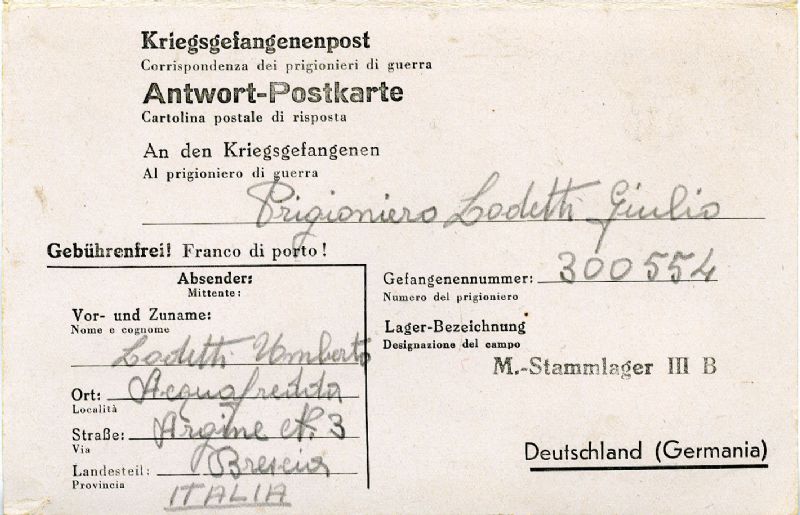 Kriegsgefangenenpost
Corrispondenza dei prigionieri di guerra
Antwort-Postkarte
Cartolina postale di risposta
An den Kriegsgefangenen
Al prigioniero di guerra
Prigioniero Lodetti Giulio
Gebührenfrei! Franco di porto!
Absender:
Mittente:
Vor- und Zuname:
Nome e cognome
Lodetti Umberto
Ort: Acquafredda
Località
Straße: Argine N. 3
Via
Landesteil: Brescia
Provincia
ITALIA
Gefangenennummer: 300554
Numero del prigioniero
Lager-Bezeichnung
Designazione del campo
M.-Stammlager III B
Deutschland (Germania)